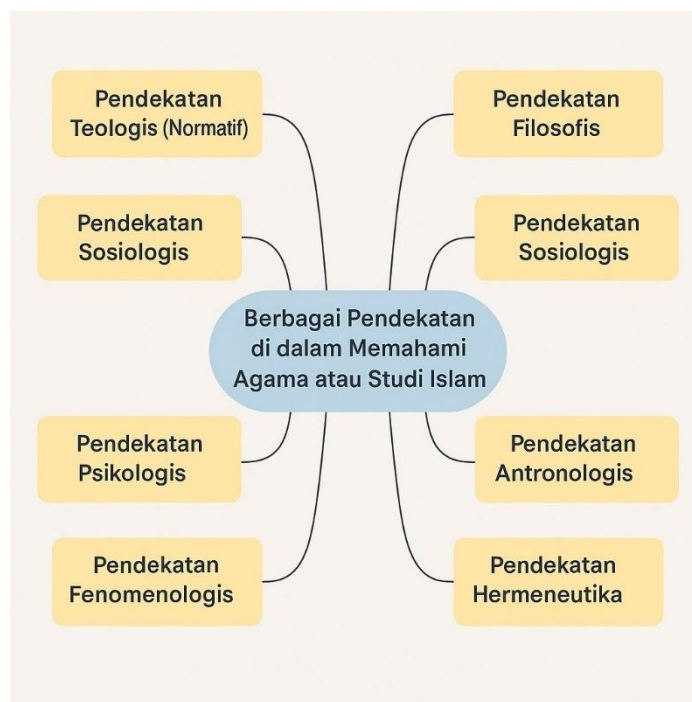 Pendekatan
Teologis (Normatif)
Pendekatan
Filosofis
Pendekatan
Sosiologis
Pendekatan
Sosiologis
Berbagai Pendekatan
di dalam Memahami
Agama atau Studi Islam
Pendekatan
Psikologis
Pendekatan
Antronologis
Pendekatan
Fenomenologis
Pendekatan
Hermeneutika